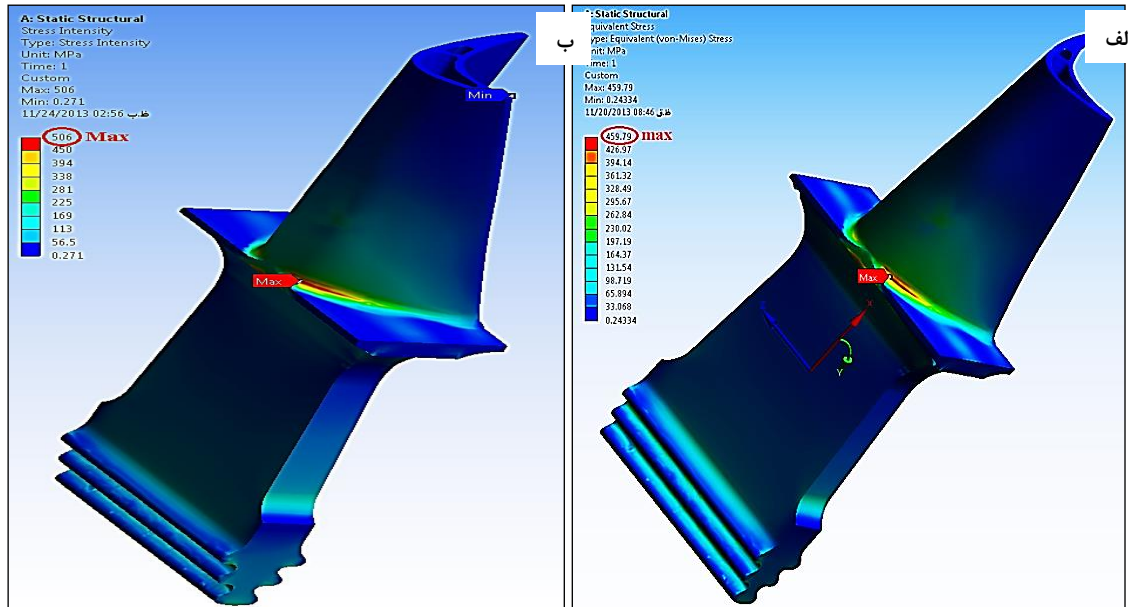 A: Static Structural
Stress Intensity
Type: Stress Intensity
Unit: MPa
Time: 1
Custom
Max: 506
Min: 0.271
11/24/2013 02:56 ظ.ب
506 Max
450
394
338
281
225
169
113
56.5
0.271
Min
Max
ب
A: Static Structural
Equivalent Stress
Type: Equivalent (von-Mises) Stress
Unit: MPa
Time: 1
Custom
Max: 459.79
Min: 0.24334
11/20/2013 08:46 ظ.ق
459.79 max
426.97
394.14
361.32
328.49
295.67
262.84
230.02
197.19
164.37
131.54
98.719
65.894
33.068
0.24334
Max
X
Y
لف